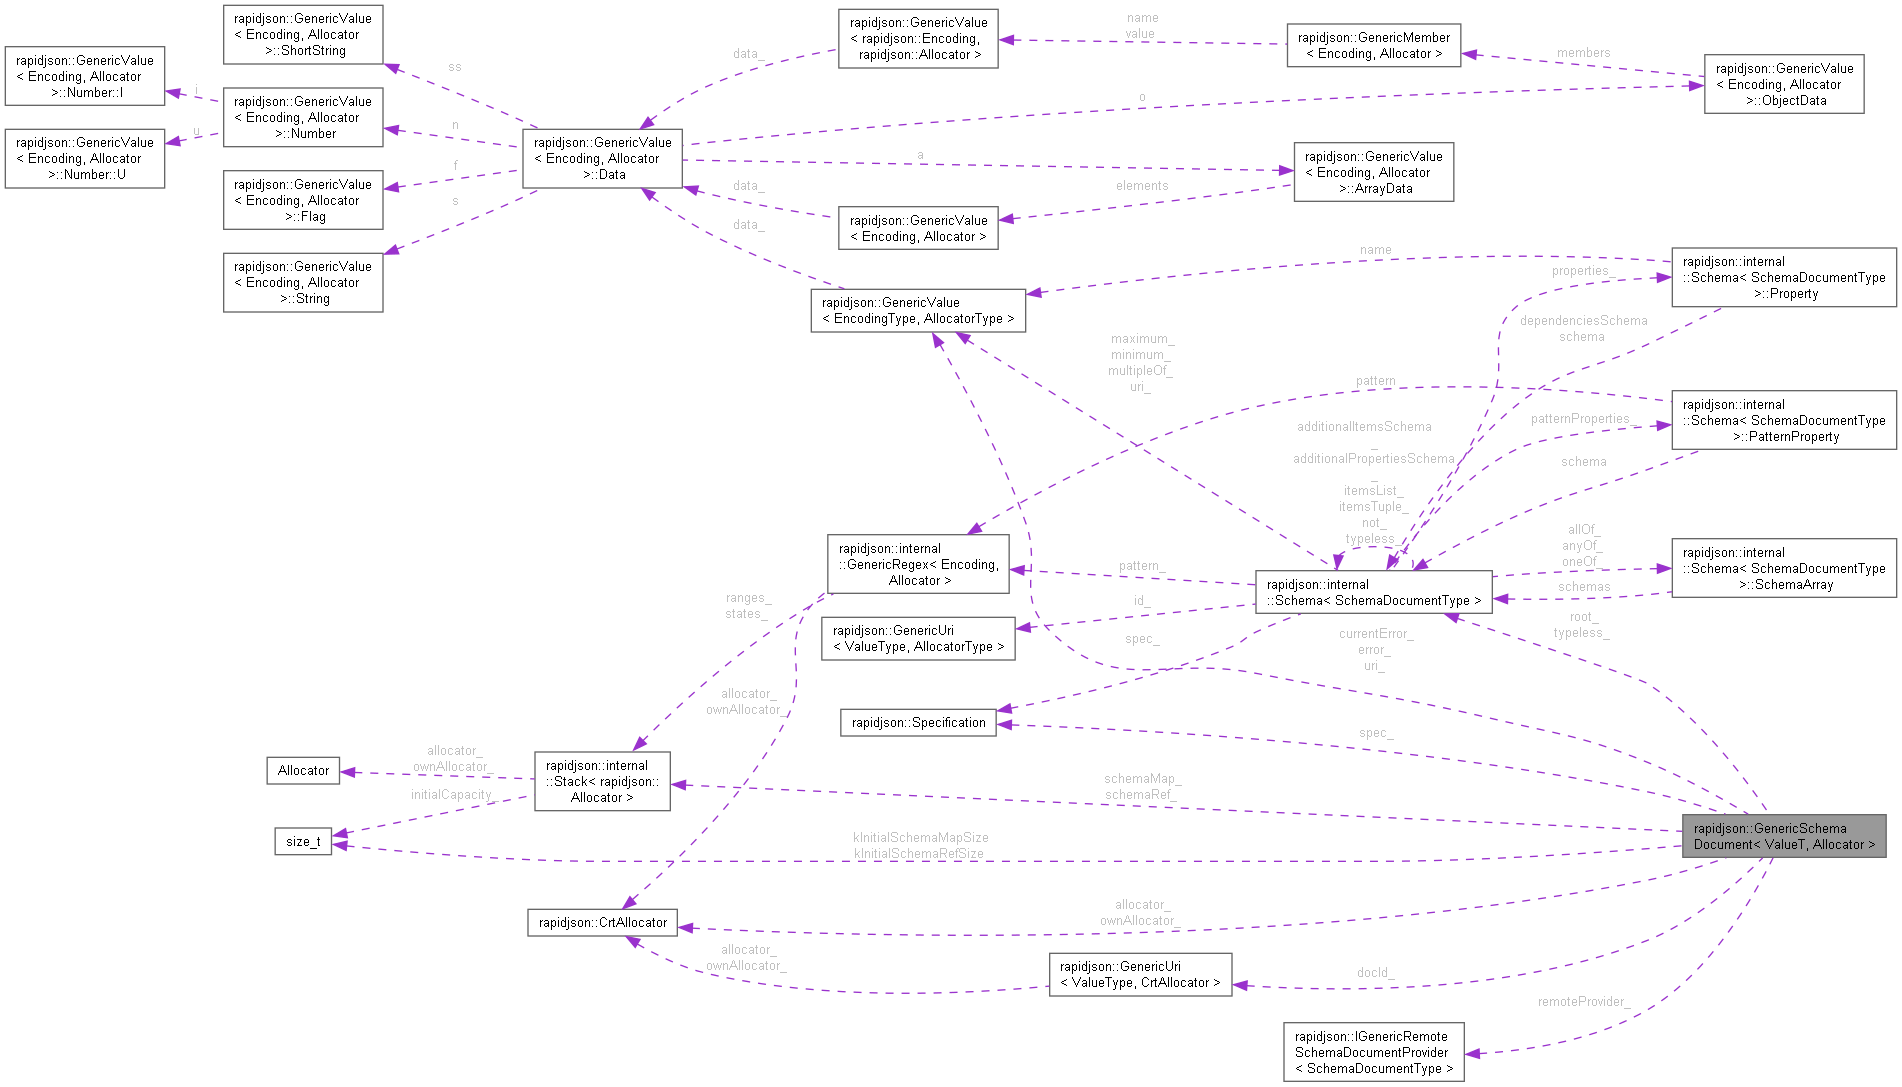 rapidjson::GenericValue
< Encoding, Allocator
>::ShortString
rapidjson::GenericValue
< Encoding, Allocator
>::Number::I
rapidjson::GenericValue
< Encoding, Allocator
>::Number
rapidjson::GenericValue
< Encoding, Allocator
>::Number::U
rapidjson::GenericValue
< Encoding, Allocator
>::Flag
rapidjson::GenericValue
< Encoding, Allocator
>::String
i
u
ss
n
f
s
rapidjson::GenericValue
< Encoding, Allocator
>::Data
data_
o
a
data_
data_
rapidjson::GenericValue
< rapidjson::Encoding,
rapidjson::Allocator >
name
value
rapidjson::GenericMember
< Encoding, Allocator >
members
rapidjson::GenericValue
< Encoding, Allocator
>::ObjectData
rapidjson::GenericValue
< Encoding, Allocator
>::ArrayData
elements
rapidjson::GenericValue
< Encoding, Allocator >
rapidjson::GenericValue
< EncodingType, AllocatorType >
name
properties_
rapidjson::internal
::Schema< SchemaDocumentType
>::Property
dependenciesSchema
schema
maximum_
minimum_
multipleOf_
uri_
pattern
rapidjson::internal
::Schema< SchemaDocumentType
>::PatternProperty
patternProperties_
schema
additionalItemsSchema
_
additionalPropertiesSchema
_
itemsList_
itemsTuple_
not_
typeless_
allOf_
anyOf_
oneOf_
rapidjson::internal
::Schema< SchemaDocumentType
>::SchemaArray
schemas
rapidjson::internal
::GenericRegex< Encoding,
Allocator >
pattern_
rapidjson::internal
::Schema< SchemaDocumentType >
id_
rapidjson::GenericUri
< ValueType, AllocatorType >
spec_
currentError_
error_
uri_
root_
typeless_
ranges_
states_
allocator_
ownAllocator_
rapidjson::Specification
spec_
Allocator
allocator_
ownAllocator_
initialCapacity_
size_t
rapidjson::internal
::Stack< rapidjson::
Allocator >
schemaMap_
schemaRef_
kInitialSchemaMapSize
kInitialSchemaRefSize
rapidjson::GenericSchema
Document< ValueT, Allocator >
rapidjson::CrtAllocator
allocator_
ownAllocator_
allocator_
ownAllocator_
rapidjson::GenericUri
< ValueType, CrtAllocator >
docId_
remoteProvider_
rapidjson::IGenericRemote
SchemaDocumentProvider
< SchemaDocumentType >